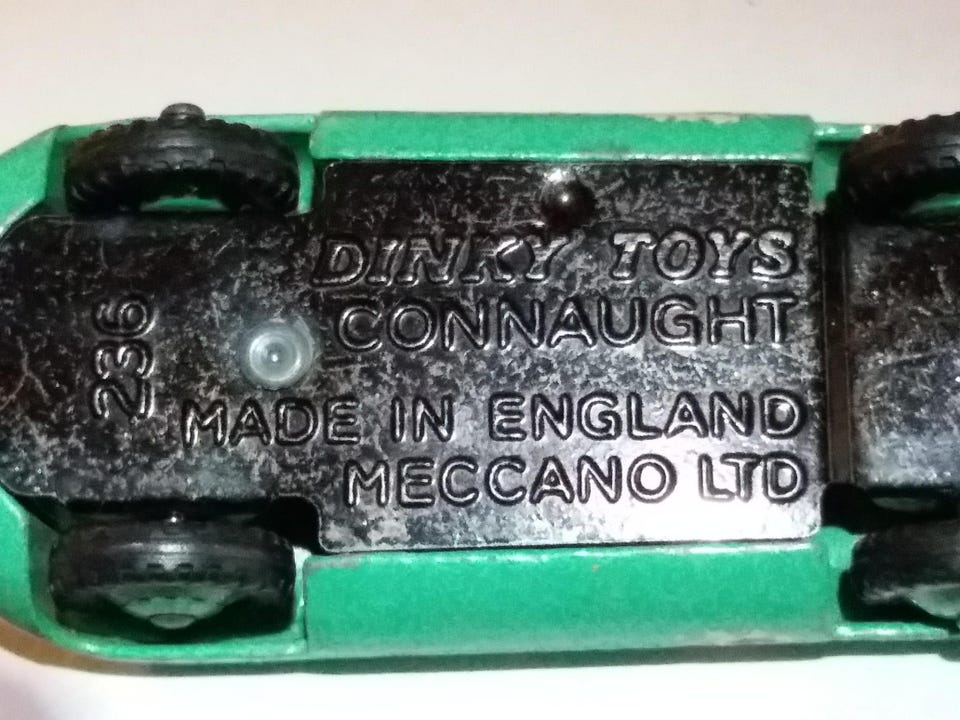 DINKY TOYS
CONNAUGHT
236
MADE IN ENGLAND
MECCANO LTD